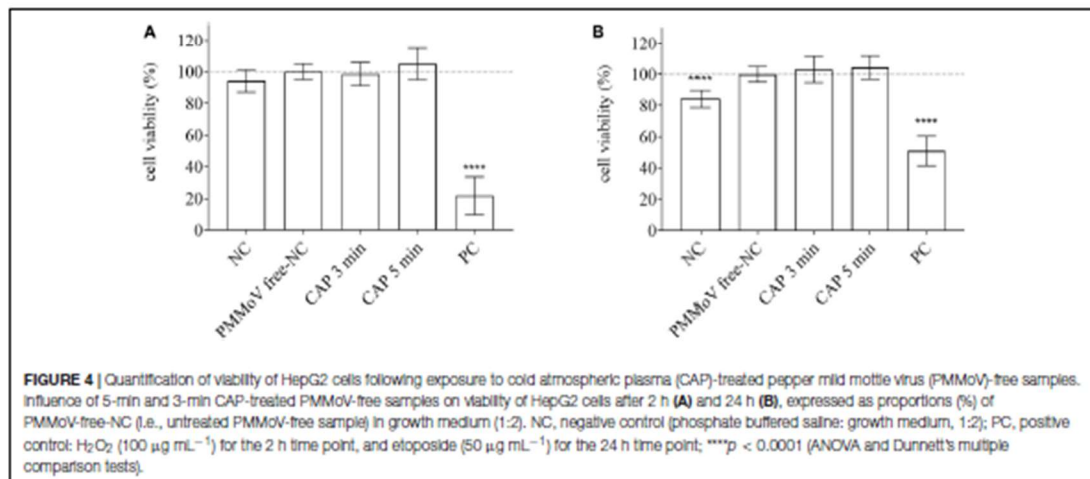 A
120
100
80
60
40
20
0
cell viability (%)
****
NC
PMMoV free-NC
CAP 3 min
CAP 5 min
PC
B
120
100
80
60
40
20
0
cell viability (%)
****
****
NC
PMMoV free-NC
CAP 3 min
CAP 5 min
PC
FIGURE 4 | Quantification of viability of HepG2 cells following exposure to cold atmospheric plasma (CAP)-treated pepper mild mottle virus (PMMoV)-free samples.
Influence of 5-min and 3-min CAP-treated PMMoV-free samples on viability of HepG2 cells after 2 h (A) and 24 h (B), expressed as proportions (%) of
PMMoV-free-NC (i.e., untreated PMMoV-free sample) in growth medium (1:2). NC, negative control (phosphate buffered saline: growth medium, 1:2); PC, positive
control: H₂O₂ (100 μg mL⁻¹) for the 2 h time point, and etoposide (50 μg mL⁻¹) for the 24 h time point; ****p < 0.0001 (ANOVA and Dunnett's multiple
comparison tests).